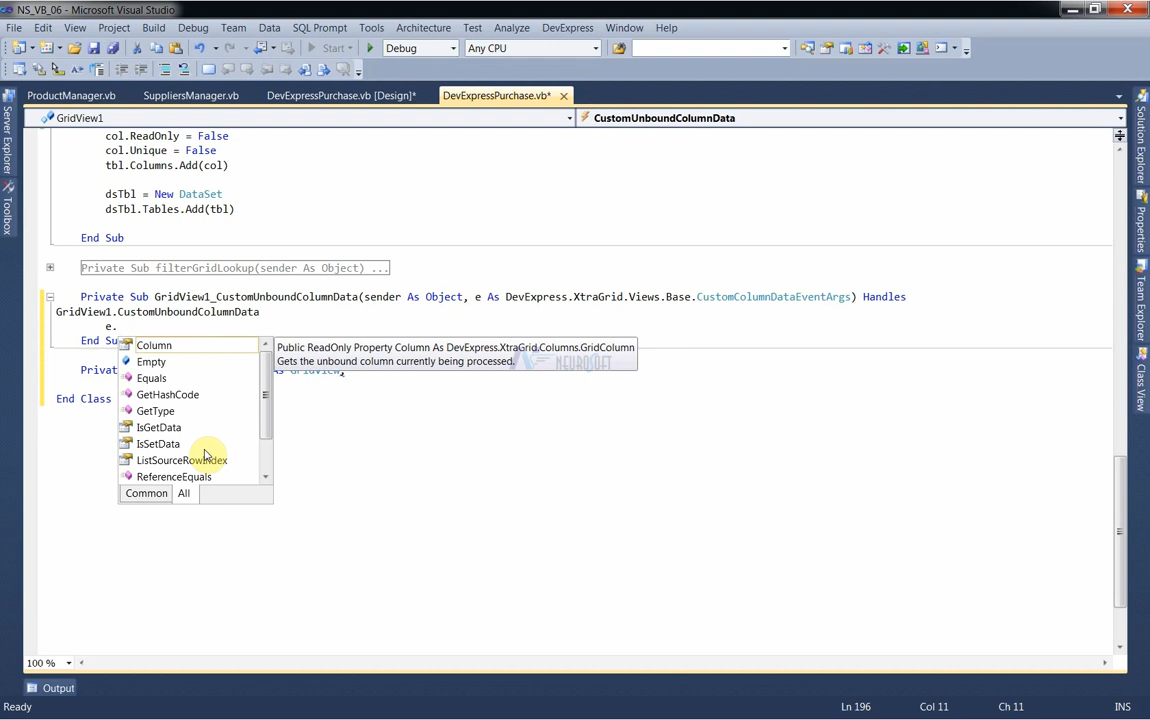 NS_VB_06 - Microsoft Visual Studio
File Edit View Project Build Debug Team Data SQL Prompt Tools Architecture Test Analyze DevExpress Window Help
Start Debug Any CPU
ProductManager.vb SuppliersManager.vb DevExpressPurchase.vb [Design]* DevExpressPurchase.vb*
GridView1 CustomUnboundColumnData
col.ReadOnly = False
col.Unique = False
tbl.Columns.Add(col)
dsTbl = New DataSet
dsTbl.Tables.Add(tbl)
End Sub
Private Sub filterGridLookup(sender As Object) ...
Private Sub GridView1_CustomUnboundColumnData(sender As Object, e As DevExpress.XtraGrid.Views.Base.CustomColumnDataEventArgs) Handles
GridView1.CustomUnboundColumnData
e.
End Su
Privat
End Class
Column
Empty
Equals
GetHashCode
GetType
IsGetData
IsSetData
ListSourceRowIndex
ReferenceEquals
Common All
Public ReadOnly Property Column As DevExpress.XtraGrid.Columns.GridColumn
Gets the unbound column currently being processed.
NEUROSOFT
As GridView,
Server Explorer
Toolbox
Solution Explorer
Properties
Team Explorer
Class View
100 %
Output
Ready Ln 196 Col 11 Ch 11 INS